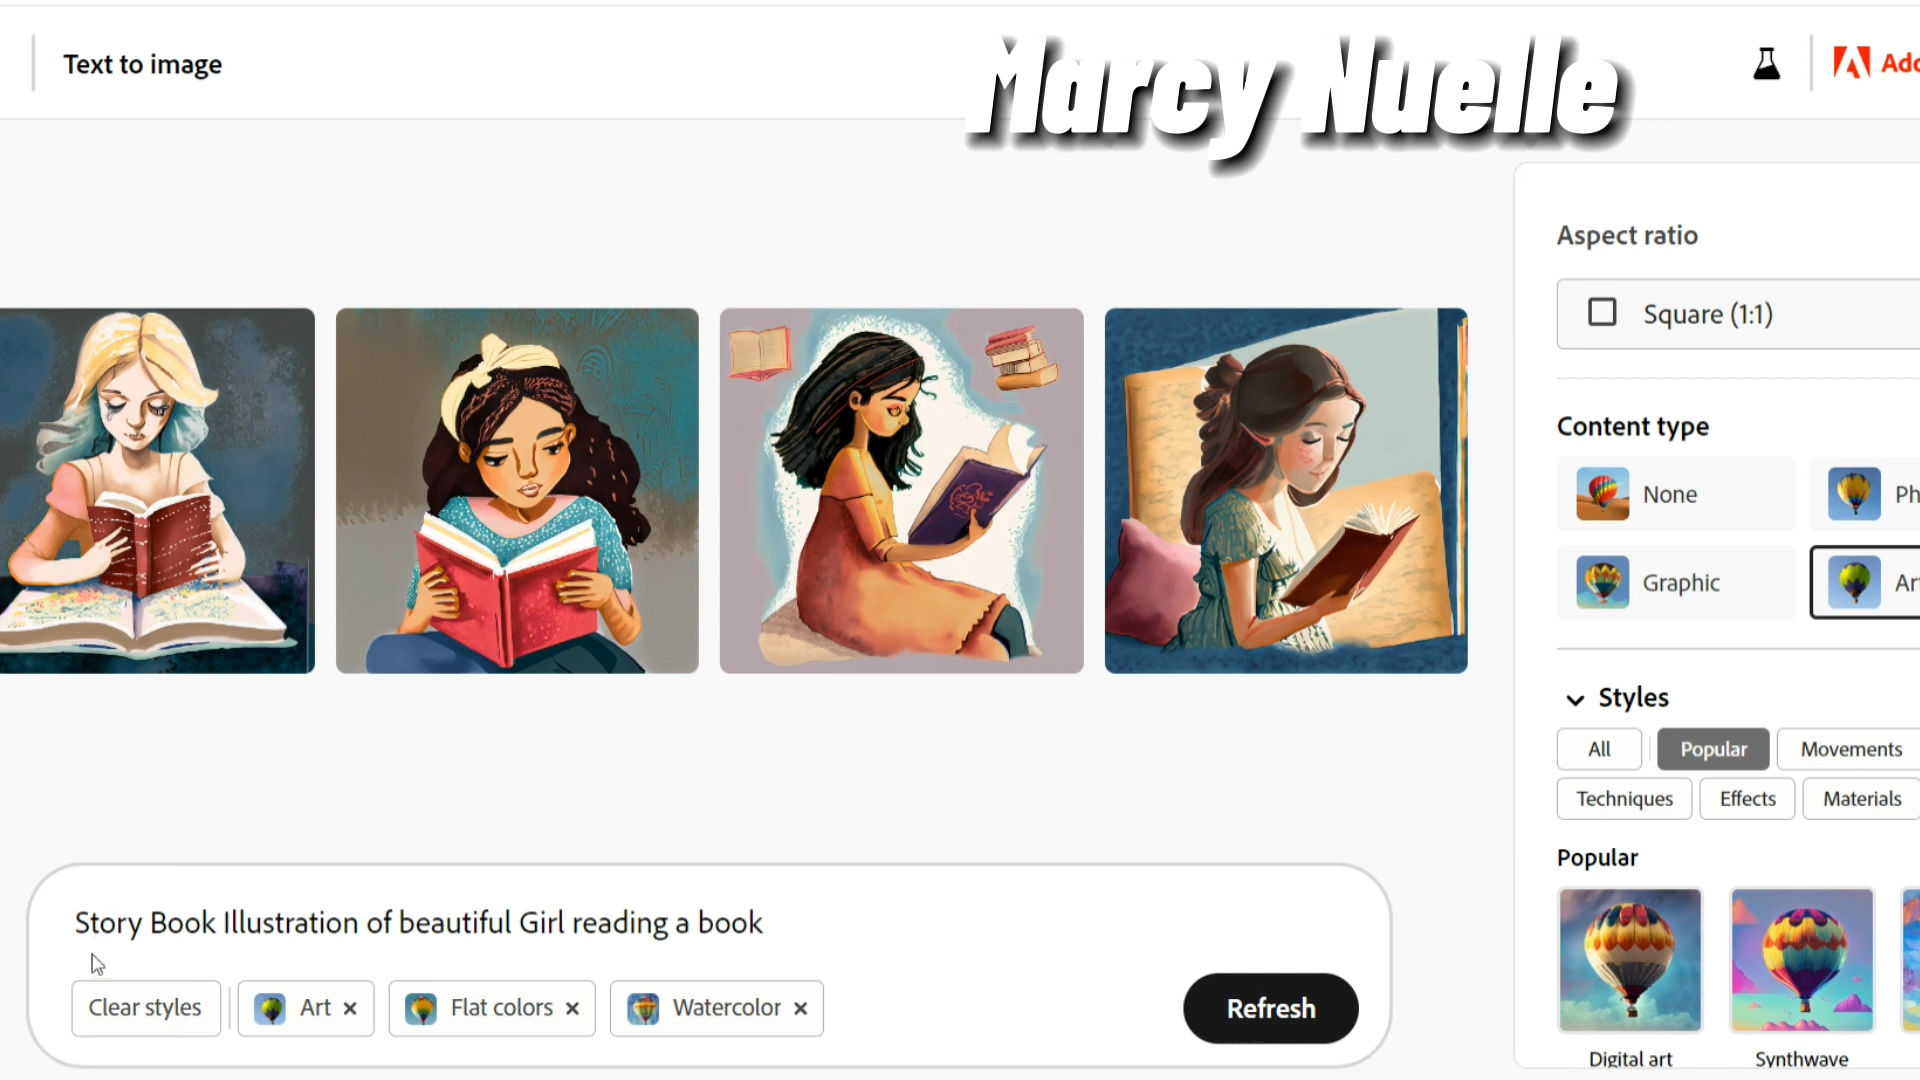 Text to image
Marcy Nuelle
Aspect ratio
Square (1:1)
Content type
None
Graphic
Styles
All
Popular
Movements
Techniques
Effects
Materials
Popular
Digital art
Synthwave
Story Book Illustration of beautiful Girl reading a book
Clear styles
Art
Flat colors
Watercolor
Refresh